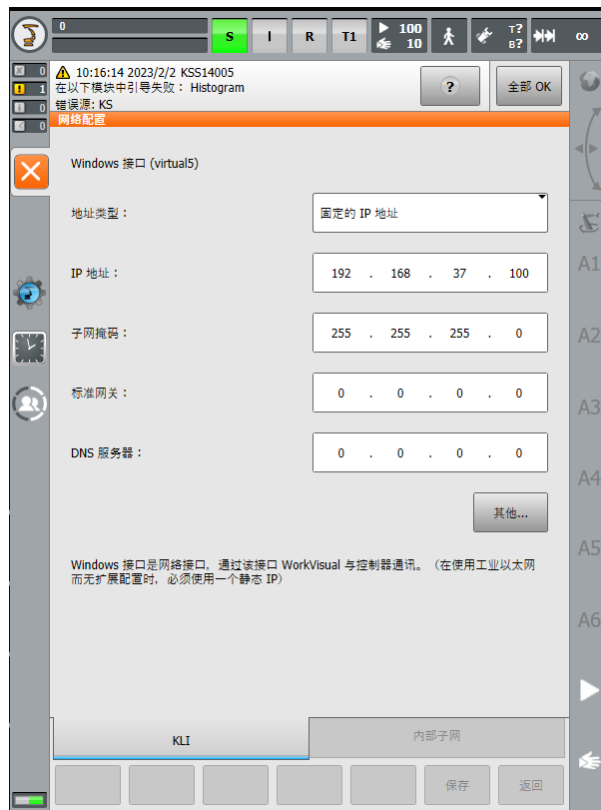 0
S I R T1 100 10 T? B? ∞
0
1
0
0
10:16:14 2023/2/2 KSS14005
在以下模块中引导失败： Histogram
错误源: KS
? 全部 OK
网络配置
Windows 接口 (virtual5)
地址类型： 固定的 IP 地址
IP 地址： 192 . 168 . 37 . 100
子网掩码： 255 . 255 . 255 . 0
标准网关： 0 . 0 . 0 . 0
DNS 服务器： 0 . 0 . 0 . 0
其他...
Windows 接口是网络接口，通过该接口 WorkVisual 与控制器通讯。（在使用工业以太网
而无扩展配置时，必须使用一个静态 IP）
A1
A2
A3
A4
A5
A6
KLI 内部子网
保存 返回